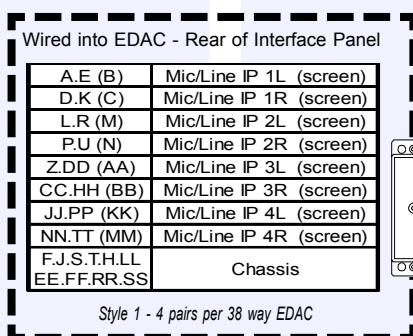 Wired into EDAC - Rear of Interface Panel
A.E (B) Mic/Line IP 1L (screen)
D.K (C) Mic/Line IP 1R (screen)
L.R (M) Mic/Line IP 2L (screen)
P.U (N) Mic/Line IP 2R (screen)
Z.DD (AA) Mic/Line IP 3L (screen)
CC.HH (BB) Mic/Line IP 3R (screen)
JJ.PP (KK) Mic/Line IP 4L (screen)
NN.TT (MM) Mic/Line IP 4R (screen)
F.J.S.T.H.LL
EE.FF.RR.SS Chassis
Style 1 - 4 pairs per 38 way EDAC